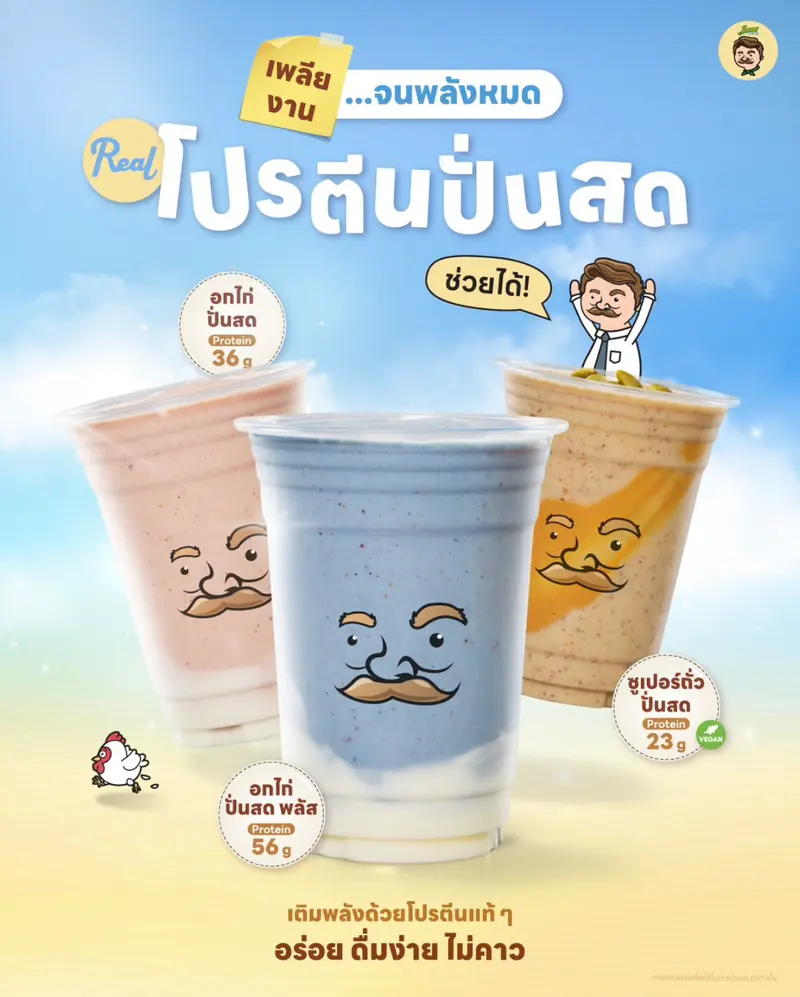 เพลีย
งาน
...จนพลังหมด
Real
โปรตีนปั่นสด
ช่วยได้!
อกไก่
ปั่นสด
Protein
36 g
ซูเปอร์ถั่ว
ปั่นสด
Protein
23 g
VEGAN
อกไก่
ปั่นสด พลัส
Protein
56 g
เติมพลังด้วยโปรตีนแท้ ๆ
อร่อย ดื่มง่าย ไม่คาว